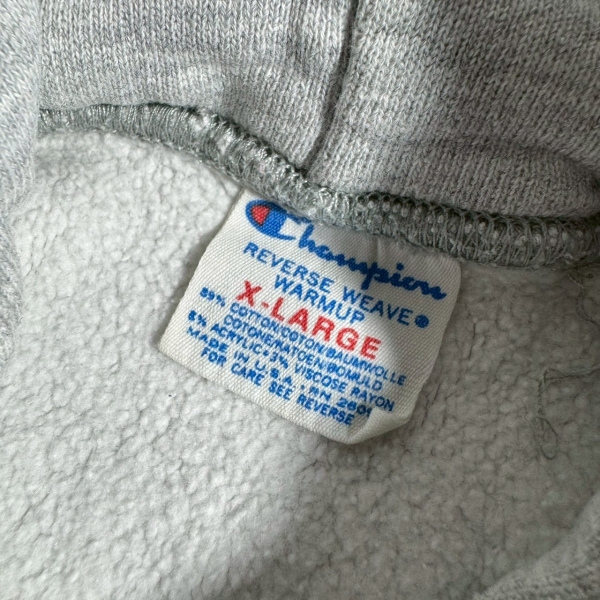 Champion
REVERSE WEAVE®
WARMUP
X-LARGE
89% COTTON/COTON/BAUMWOLLE
COTONE/KATOEN/BOMULD
8% ACRYLIC • 3% VISCOSE RAYON
MADE IN U.S.A. • RN
FOR CARE SEE REVERSE